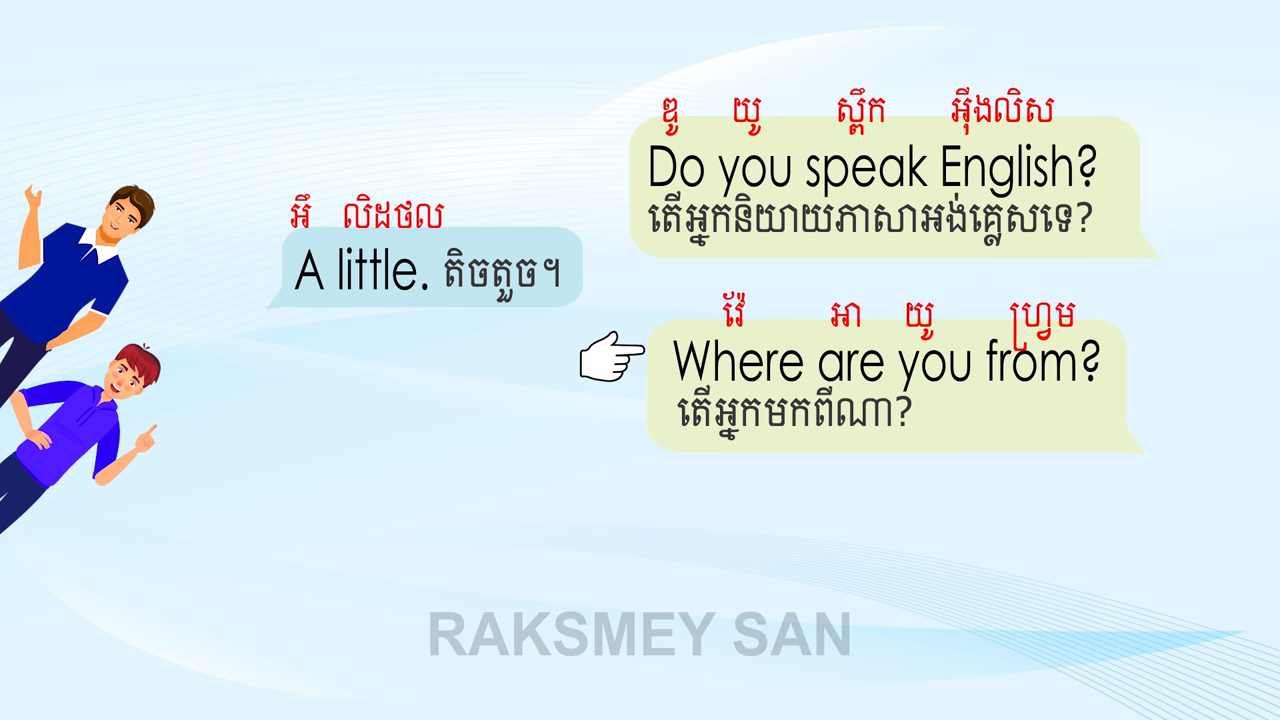 ឌូ យូ ស្ពឹក អ៊ីងលិស
Do you speak English?
តើអ្នកនិយាយភាសាអង់គ្លេសទេ?
អឺ លិដថល
A little. តិចតួច។
វ៉ែ អា យូ ហ្វ្រម
Where are you from?
តើអ្នកមកពីណា?
RAKSMEY SAN